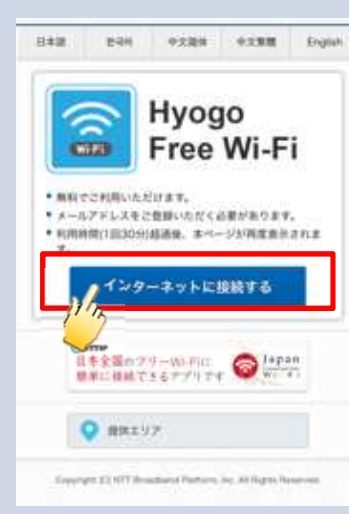 日本語 한국어 中文简体 中文繁體 English
Wi-Fi
Hyogo
Free Wi-Fi
• 無料でご利用いただけます。
• メールアドレスをご登録いただく必要があります。
• 利用時間(1回30分)超過後、本ページが再度表示されま
す。
インターネットに接続する
日本全国のフリーWi-Fiに
簡単に接続できるアプリです
Japan
Wi-Fi
提供エリア
Copyright (C) NTT Broadband Platform, Inc. All Rights Reserved.